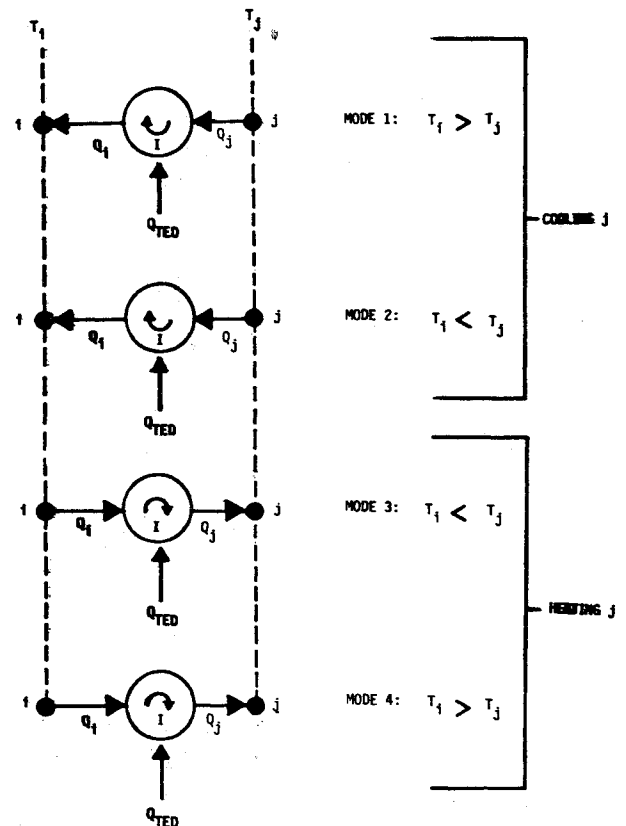 T_i T_j
i Q_i I Q_j j MODE 1: T_i > T_j
Q_TED
COOLING j
i Q_i I Q_j j MODE 2: T_i < T_j
Q_TED
i Q_i I Q_j j MODE 3: T_i < T_j
Q_TED
HEATING j
i Q_i I Q_j j MODE 4: T_i > T_j
Q_TED